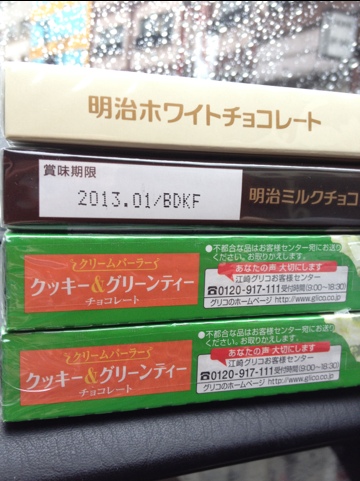 明治ホワイトチョコレート
賞味期限
2013.01/BDKF
明治ミルクチョコ
クリームパーラー
クッキー&グリーンティー
チョコレート
●不都合な品はお客様センター宛にお送り
ください。お取りかえします。
あなたの声 大切にします
江崎グリコお客様センター
☎0120-917-111 受付時間(9:00~18:30)
グリコのホームページ http://www.glico.co.jp
クリームパーラー
クッキー&グリーンティー
チョコレート
●不都合な品はお客様センター宛にお送り
ください。お取りかえします。
あなたの声 大切にします
江崎グリコお客様センター
☎0120-917-111 受付時間(9:00~18:30)
グリコのホームページ http://www.glico.co.jp